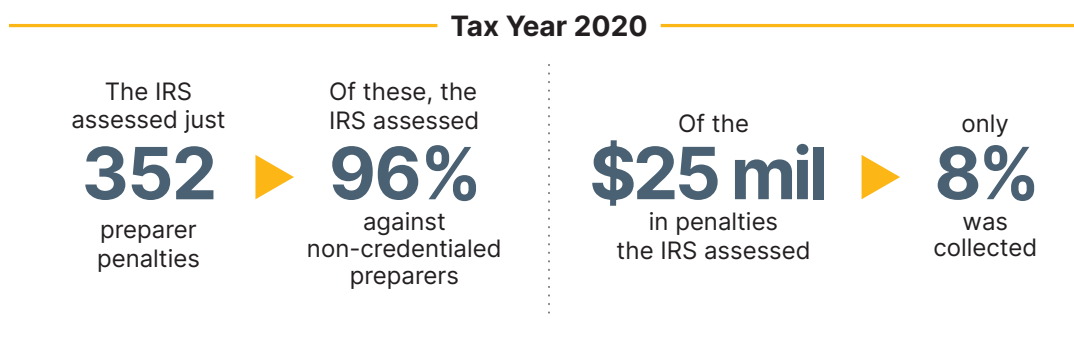 Tax Year 2020
The IRS
assessed just
352
preparer
penalties
Of these, the
IRS assessed
96%
against
non-credentialed
preparers
Of the
$25 mil
in penalties
the IRS assessed
only
8%
was
collected